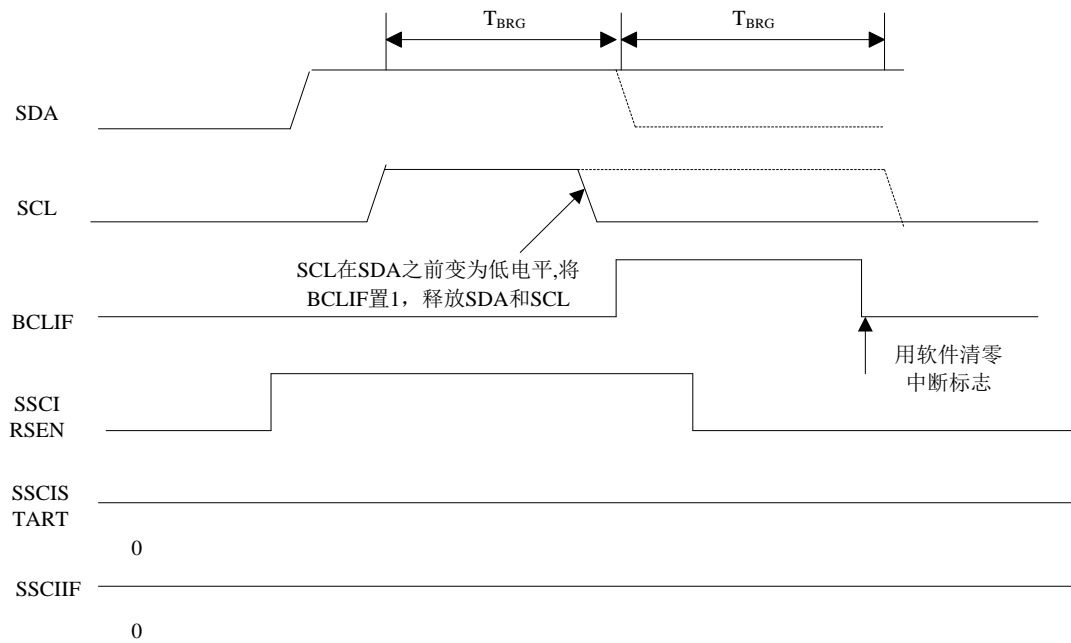 T_BRG T_BRG
SDA
SCL
SCL在SDA之前变为低电平,将
BCLIF置1，释放SDA和SCL
BCLIF
用软件清零
中断标志
SSCI
RSEN
SSCIS
TART
0
SSCIIF
0